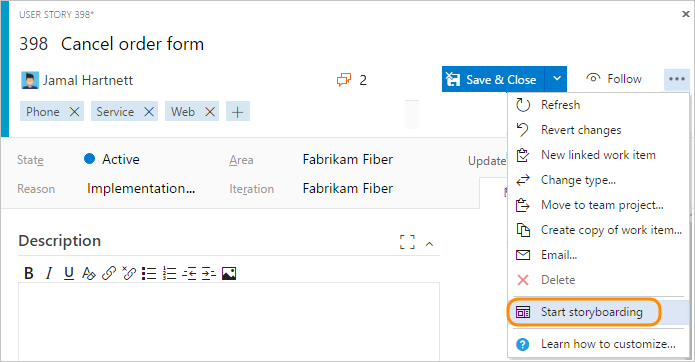 USER STORY 398*
398 Cancel order form
Jamal Hartnett
2
Save & Close
Follow
Phone
Service
Web
State
Active
Area
Fabrikam Fiber
Reason
Implementation...
Iteration
Fabrikam Fiber
Update
Description
B I U
Refresh
Revert changes
New linked work item
Change type...
Move to team project...
Create copy of work item...
Email...
Delete
Start storyboarding
Learn how to customize...